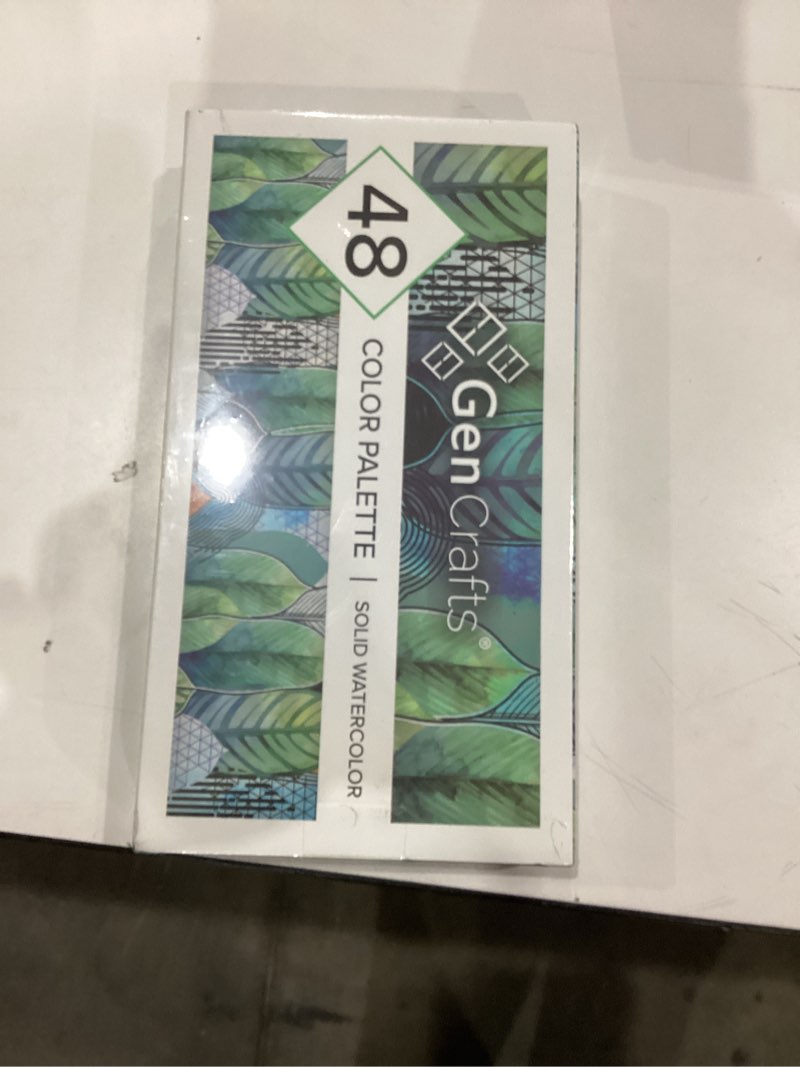 GenCrafts®
48
COLOR PALETTE | SOLID WATERCOLOR